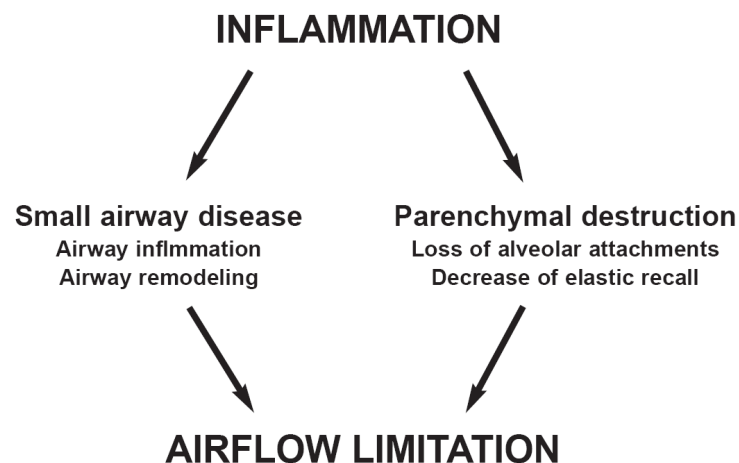 INFLAMMATION
Small airway disease
Airway inflmmation
Airway remodeling
Parenchymal destruction
Loss of alveolar attachments
Decrease of elastic recall
AIRFLOW LIMITATION